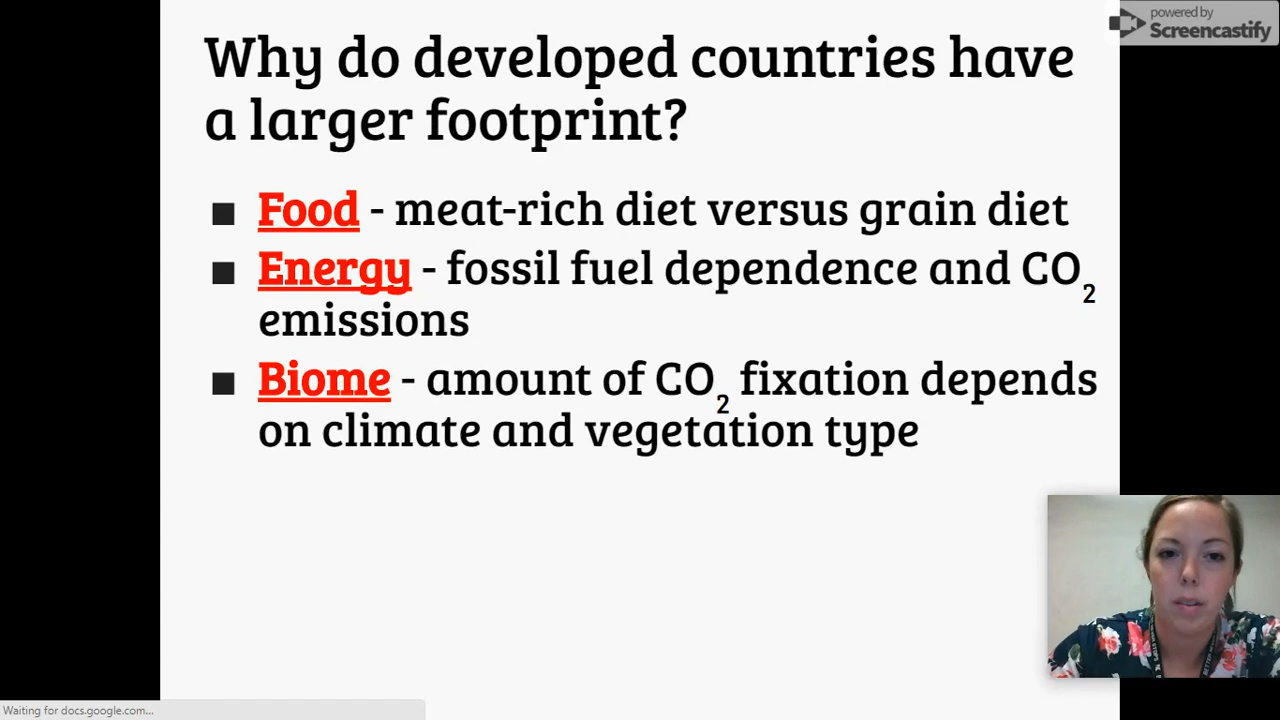 powered by
Screencastify
Why do developed countries have
a larger footprint?
■ Food - meat-rich diet versus grain diet
■ Energy - fossil fuel dependence and CO₂
emissions
■ Biome - amount of CO₂ fixation depends
on climate and vegetation type
Waiting for docs.google.com...